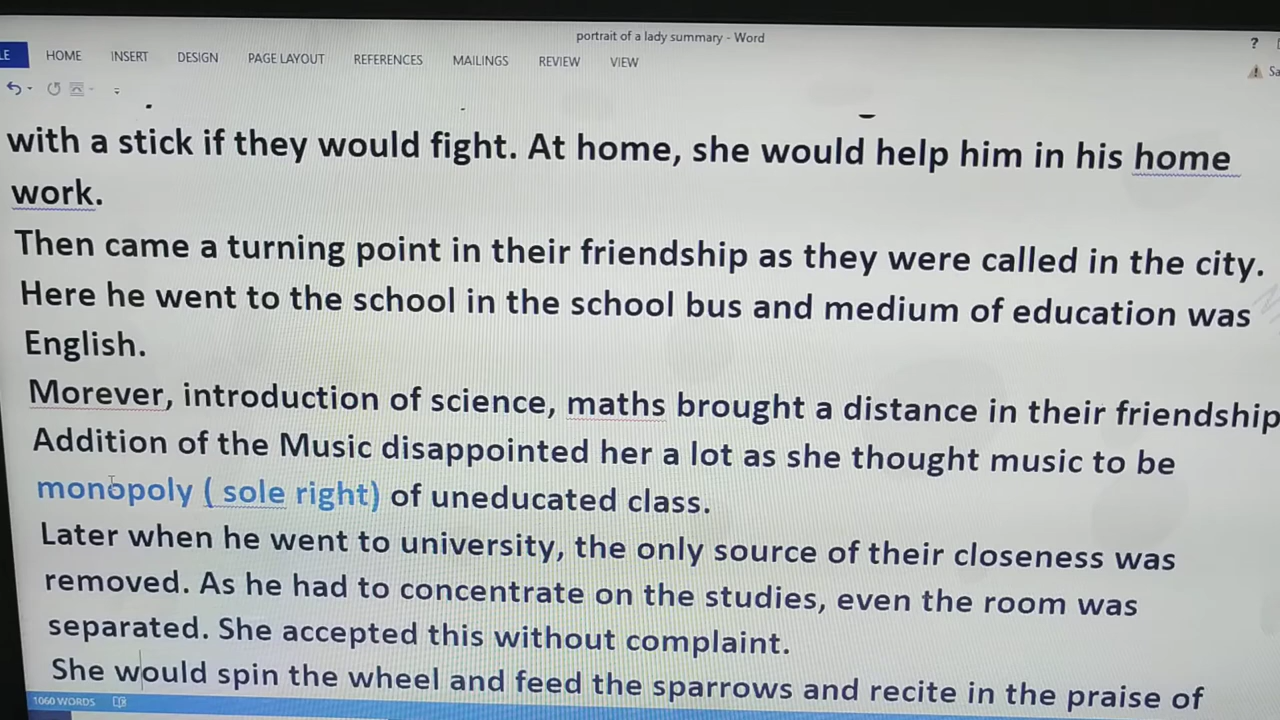 portrait of a lady summary - Word
?
LE HOME INSERT DESIGN PAGE LAYOUT REFERENCES MAILINGS REVIEW VIEW
Sa
with a stick if they would fight. At home, she would help him in his home
work.
Then came a turning point in their friendship as they were called in the city.
Here he went to the school in the school bus and medium of education was
English.
Morever, introduction of science, maths brought a distance in their friendship
Addition of the Music disappointed her a lot as she thought music to be
monopoly ( sole right) of uneducated class.
Later when he went to university, the only source of their closeness was
removed. As he had to concentrate on the studies, even the room was
separated. She accepted this without complaint.
She would spin the wheel and feed the sparrows and recite in the praise of
1060 WORDS